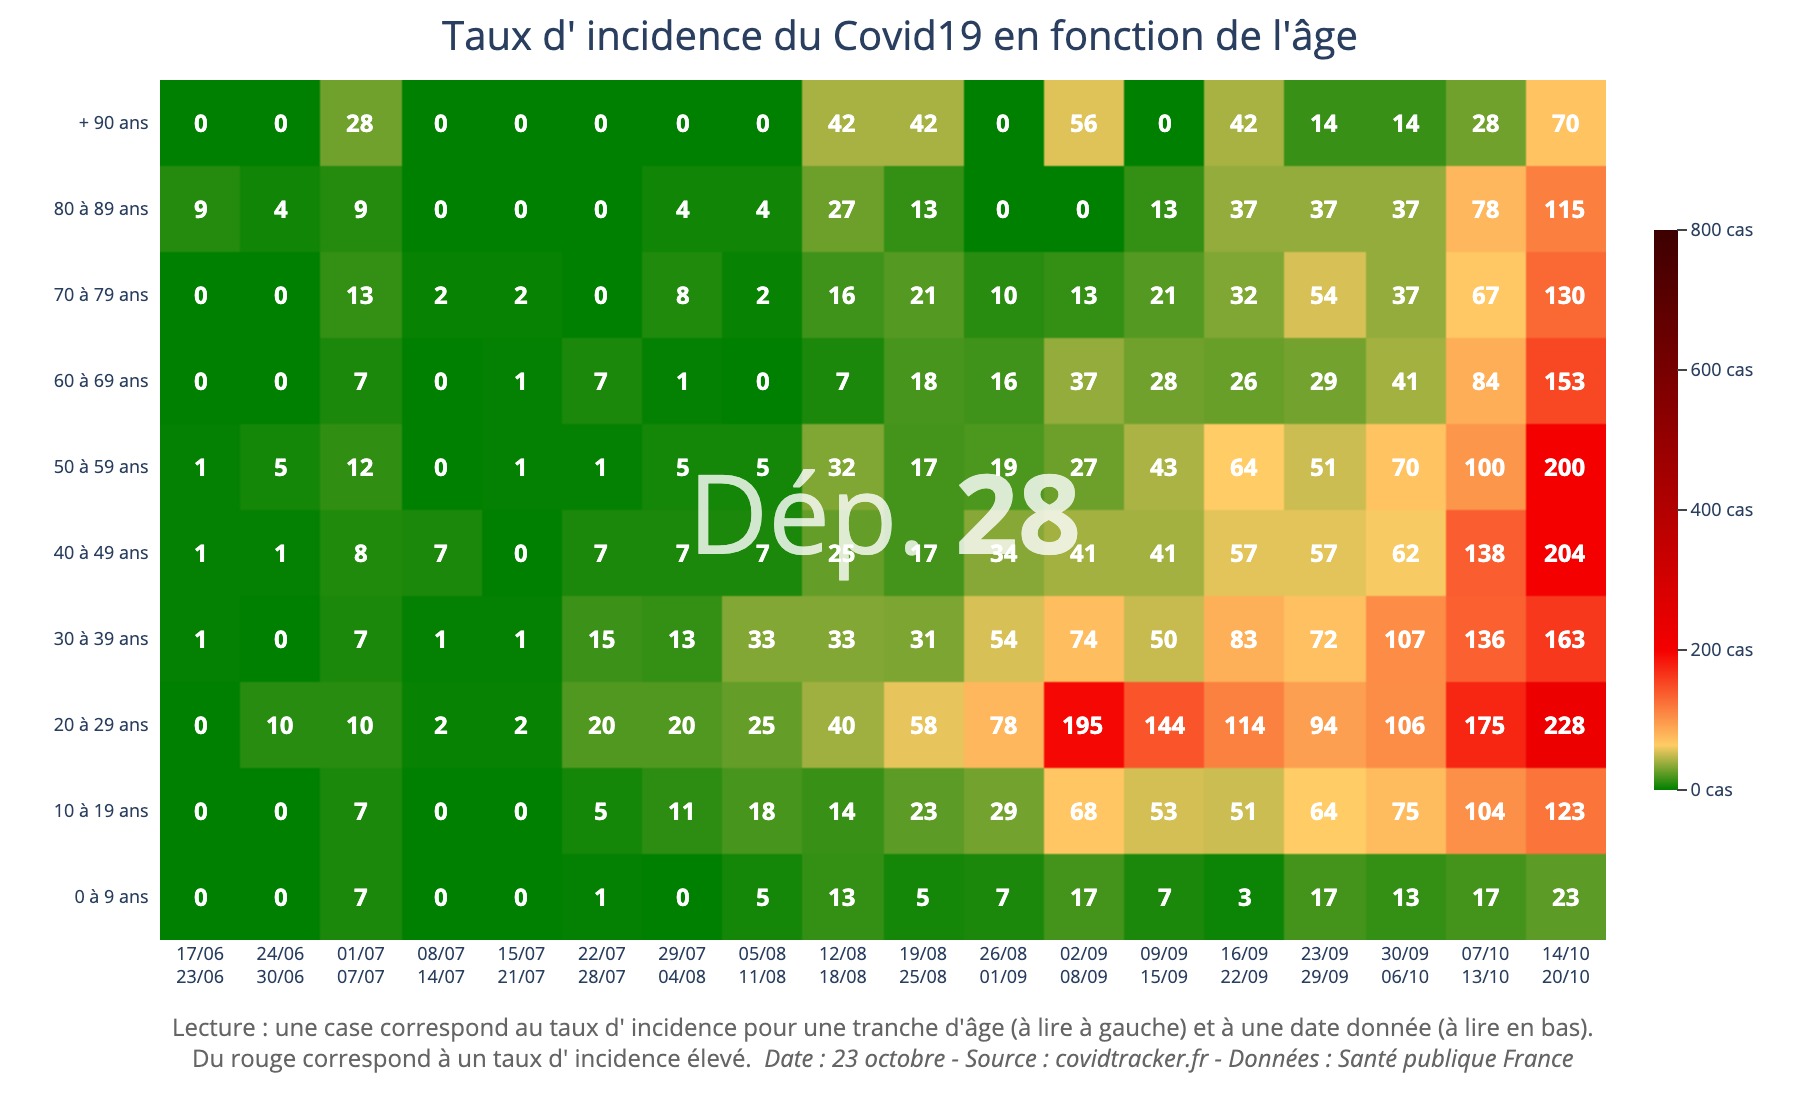 Taux d' incidence du Covid19 en fonction de l'âge
+ 90 ans 0 0 28 0 0 0 0 0 42 42 0 56 0 42 14 14 28 70
80 à 89 ans 9 4 9 0 0 0 4 4 27 13 0 0 13 37 37 37 78 115
70 à 79 ans 0 0 13 2 2 0 8 2 16 21 10 13 21 32 54 37 67 130
60 à 69 ans 0 0 7 0 1 7 1 0 7 18 16 37 28 26 29 41 84 153
50 à 59 ans 1 5 12 0 1 1 5 5 32 17 19 27 43 64 51 70 100 200
Dép. 28
40 à 49 ans 1 1 8 7 0 7 7 7 25 17 34 41 41 57 57 62 138 204
30 à 39 ans 1 0 7 1 1 15 13 33 33 31 54 74 50 83 72 107 136 163
20 à 29 ans 0 10 10 2 2 20 20 25 40 58 78 195 144 114 94 106 175 228
10 à 19 ans 0 0 7 0 0 5 11 18 14 23 29 68 53 51 64 75 104 123
0 à 9 ans 0 0 7 0 0 1 0 5 13 5 7 17 7 3 17 13 17 23
17/06 24/06 01/07 08/07 15/07 22/07 29/07 05/08 12/08 19/08 26/08 02/09 09/09 16/09 23/09 30/09 07/10 14/10
23/06 30/06 07/07 14/07 21/07 28/07 04/08 11/08 18/08 25/08 01/09 08/09 15/09 22/09 29/09 06/10 13/10 20/10
800 cas
600 cas
400 cas
200 cas
0 cas
Lecture : une case correspond au taux d' incidence pour une tranche d'âge (à lire à gauche) et à une date donnée (à lire en bas).
Du rouge correspond à un taux d' incidence élevé. Date : 23 octobre - Source : covidtracker.fr - Données : Santé publique France